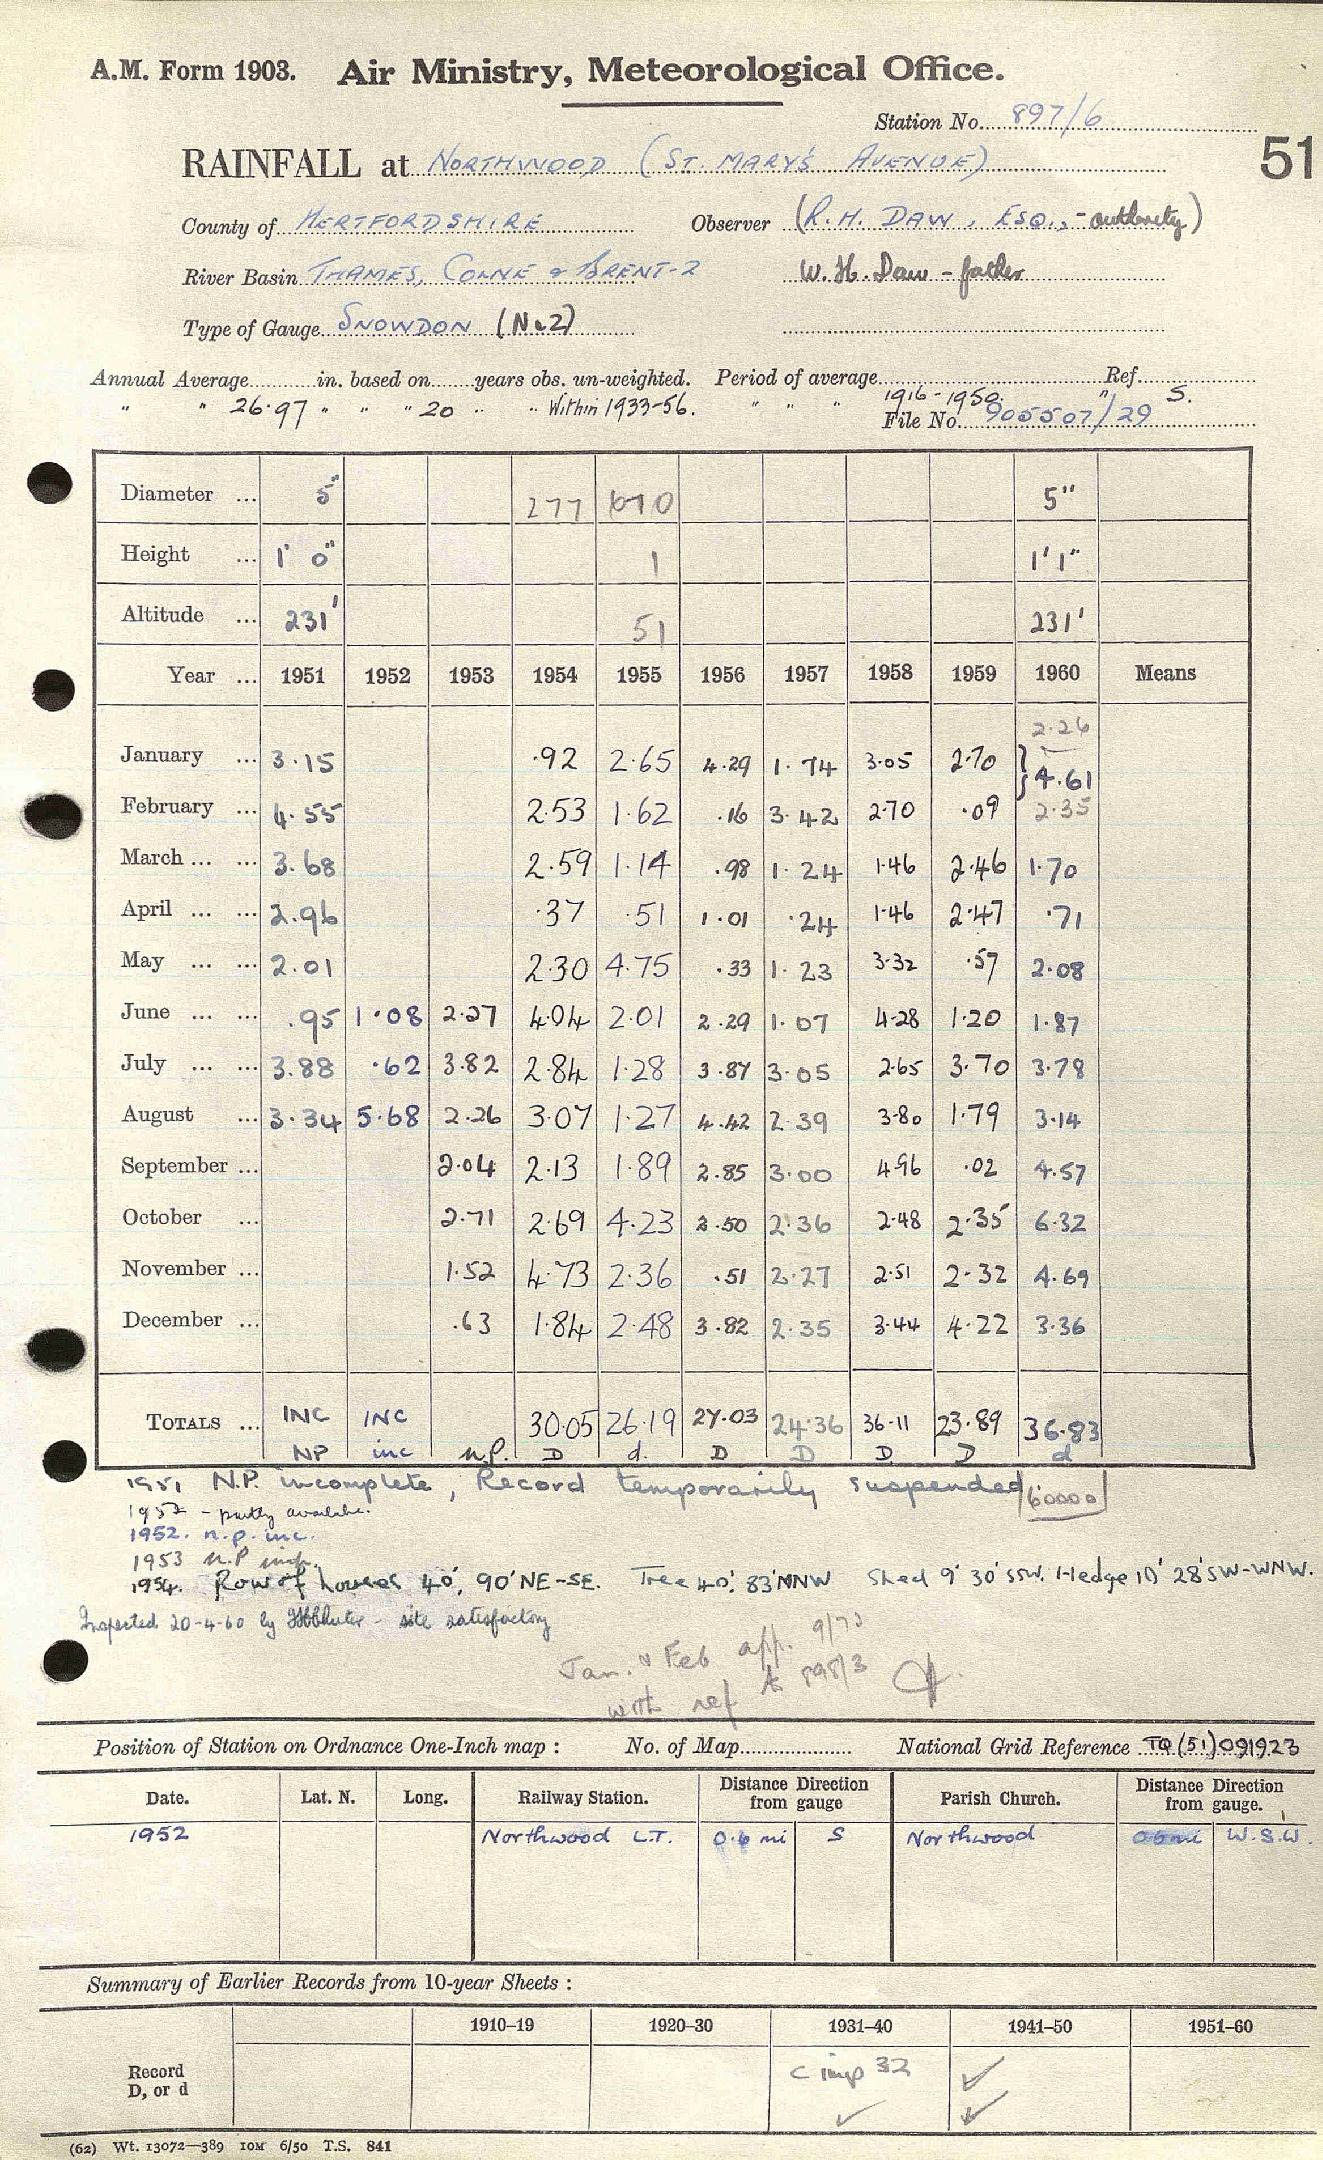 A.M. Form 1903. Air Ministry, Meteorological Office.
Station No. 897/6
51
RAINFALL at NORTHWOOD (ST. MARY'S AVENUE)
County of HERTFORDSHIRE Observer (R.H. DAW, ESQ., - authority)
River Basin THAMES, COLNE & BRENT-2 W.H. Daw - father
Type of Gauge SNOWDON (No2)
Annual Average in. based on years obs. un-weighted. Period of average Ref.
" " 26.97 " " " 20 " " Within 1933-56. " " " 1916-1950. " S.
File No. 905507/29
Diameter ... 5" 277 670 5"
Height ... 1' 0" 1 1'1"
Altitude ... 231' 51 231'
Year ... 1951 1952 1953 1954 1955 1956 1957 1958 1959 1960 Means
2.26
January ... 3.15 .92 2.65 4.29 1.74 3.05 2.70 } 4.61
February ... 4.55 2.53 1.62 .16 3.42 2.70 .09 2.35
March ... ... 3.68 2.59 1.14 .98 1.24 1.46 2.46 1.70
April ... ... 2.96 .37 .51 1.01 .24 1.46 2.47 .71
May ... ... 2.01 2.30 4.75 .33 1.23 3.32 .57 2.08
June ... ... .95 1.08 2.27 4.04 2.01 2.29 1.07 4.28 1.20 1.87
July ... ... 3.88 .62 3.82 2.84 1.28 3.87 3.05 2.65 3.70 3.78
August ... 3.34 5.68 2.26 3.07 1.27 4.42 2.39 3.80 1.79 3.14
September ... 2.04 2.13 1.89 2.85 3.00 4.96 .02 4.57
October ... 2.71 2.69 4.23 2.50 2.36 2.48 2.35 6.32
November ... 1.52 4.73 2.36 .51 2.27 2.51 2.32 4.69
December ... .63 1.84 2.48 3.82 2.35 3.44 4.22 3.36
TOTALS ... INC INC 30.05 26.19 27.03 24.36 36.11 23.89 36.83
NP inc n.p. D d. D D D D d
1951 N.P. incomplete, Record temporarily suspended 60000
1952 - partly available.
1952. n.p. inc.
1953 N.P inc.
1954. Row of houses 40', 90' NE-SE. Tree 40', 83' NNW Shed 9' 30' SSW. Hedge 10' 28' SW-WNW.
Inspected 20-4-60 by - site satisfactory
Jan. & Feb app. 9/73
with ref to 898/3
Position of Station on Ordnance One-Inch map : No. of Map National Grid Reference TQ (51) 091923
Date. Lat. N. Long. Railway Station. Distance Direction from gauge Parish Church. Distance Direction from gauge.
1952 Northwood L.T. 0.6 mi S Northwood 0.6 mi W.S.W.
Summary of Earlier Records from 10-year Sheets :
1910–19 1920–30 1931–40 1941–50 1951–60
Record D, or d C imp 32 ✓
✓ ✓
(62) Wt. 13072—389 10M 6/50 T.S. 841